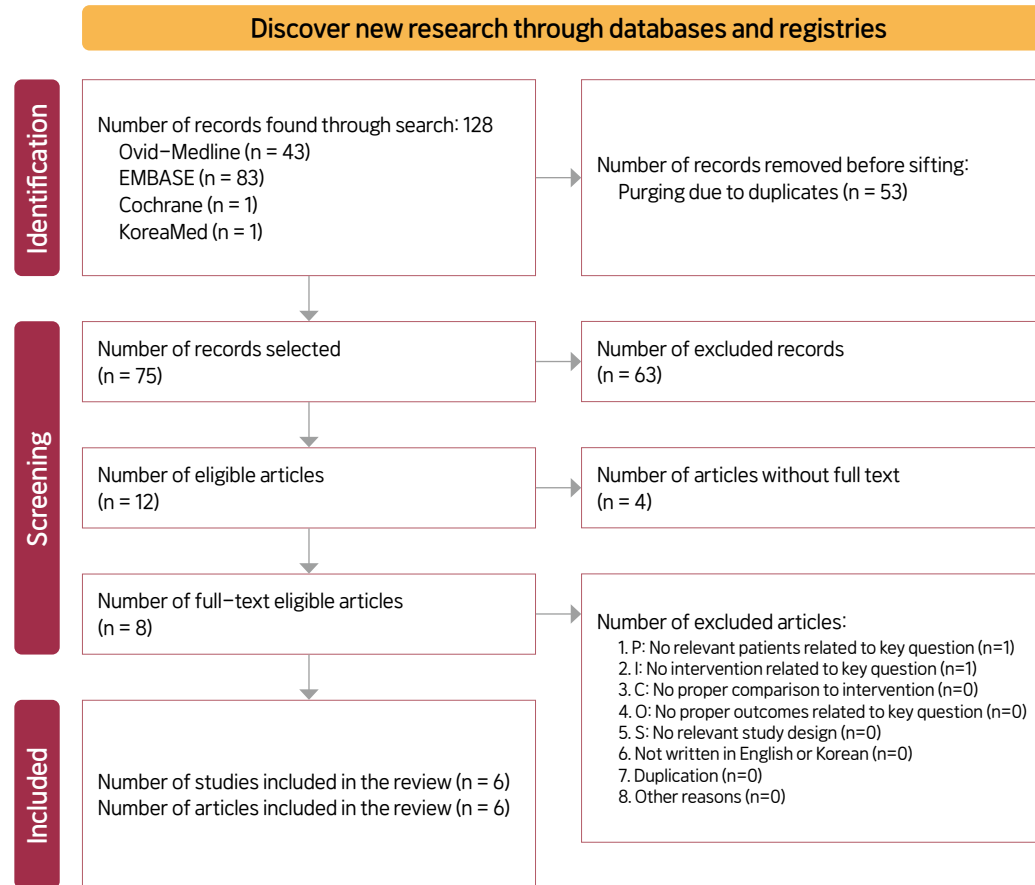 Discover new research through databases and registries
Identification
Number of records found through search: 128
Ovid-Medline (n = 43)
EMBASE (n = 83)
Cochrane (n = 1)
KoreaMed (n = 1)
Number of records removed before sifting:
Purging due to duplicates (n = 53)
Screening
Number of records selected
(n = 75)
Number of excluded records
(n = 63)
Number of eligible articles
(n = 12)
Number of articles without full text
(n = 4)
Number of full-text eligible articles
(n = 8)
Number of excluded articles:
1. P: No relevant patients related to key question (n=1)
2. I: No intervention related to key question (n=1)
3. C: No proper comparison to intervention (n=0)
4. O: No proper outcomes related to key question (n=0)
5. S: No relevant study design (n=0)
6. Not written in English or Korean (n=0)
7. Duplication (n=0)
8. Other reasons (n=0)
Included
Number of studies included in the review (n = 6)
Number of articles included in the review (n = 6)